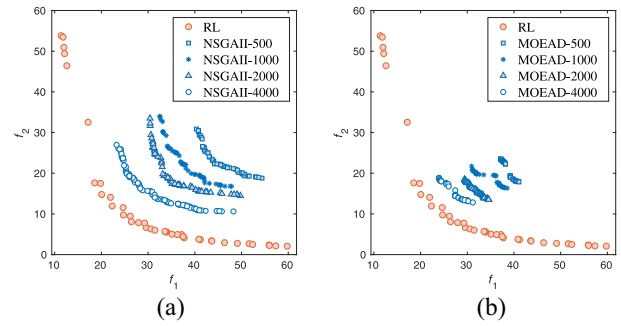 60
50
40
30
20
10
0
f2
10 20 30 40 50 60
f1
RL
NSGAII-500
NSGAII-1000
NSGAII-2000
NSGAII-4000
(a)
60
50
40
30
20
10
0
f2
10 20 30 40 50 60
f1
RL
MOEAD-500
MOEAD-1000
MOEAD-2000
MOEAD-4000
(b)